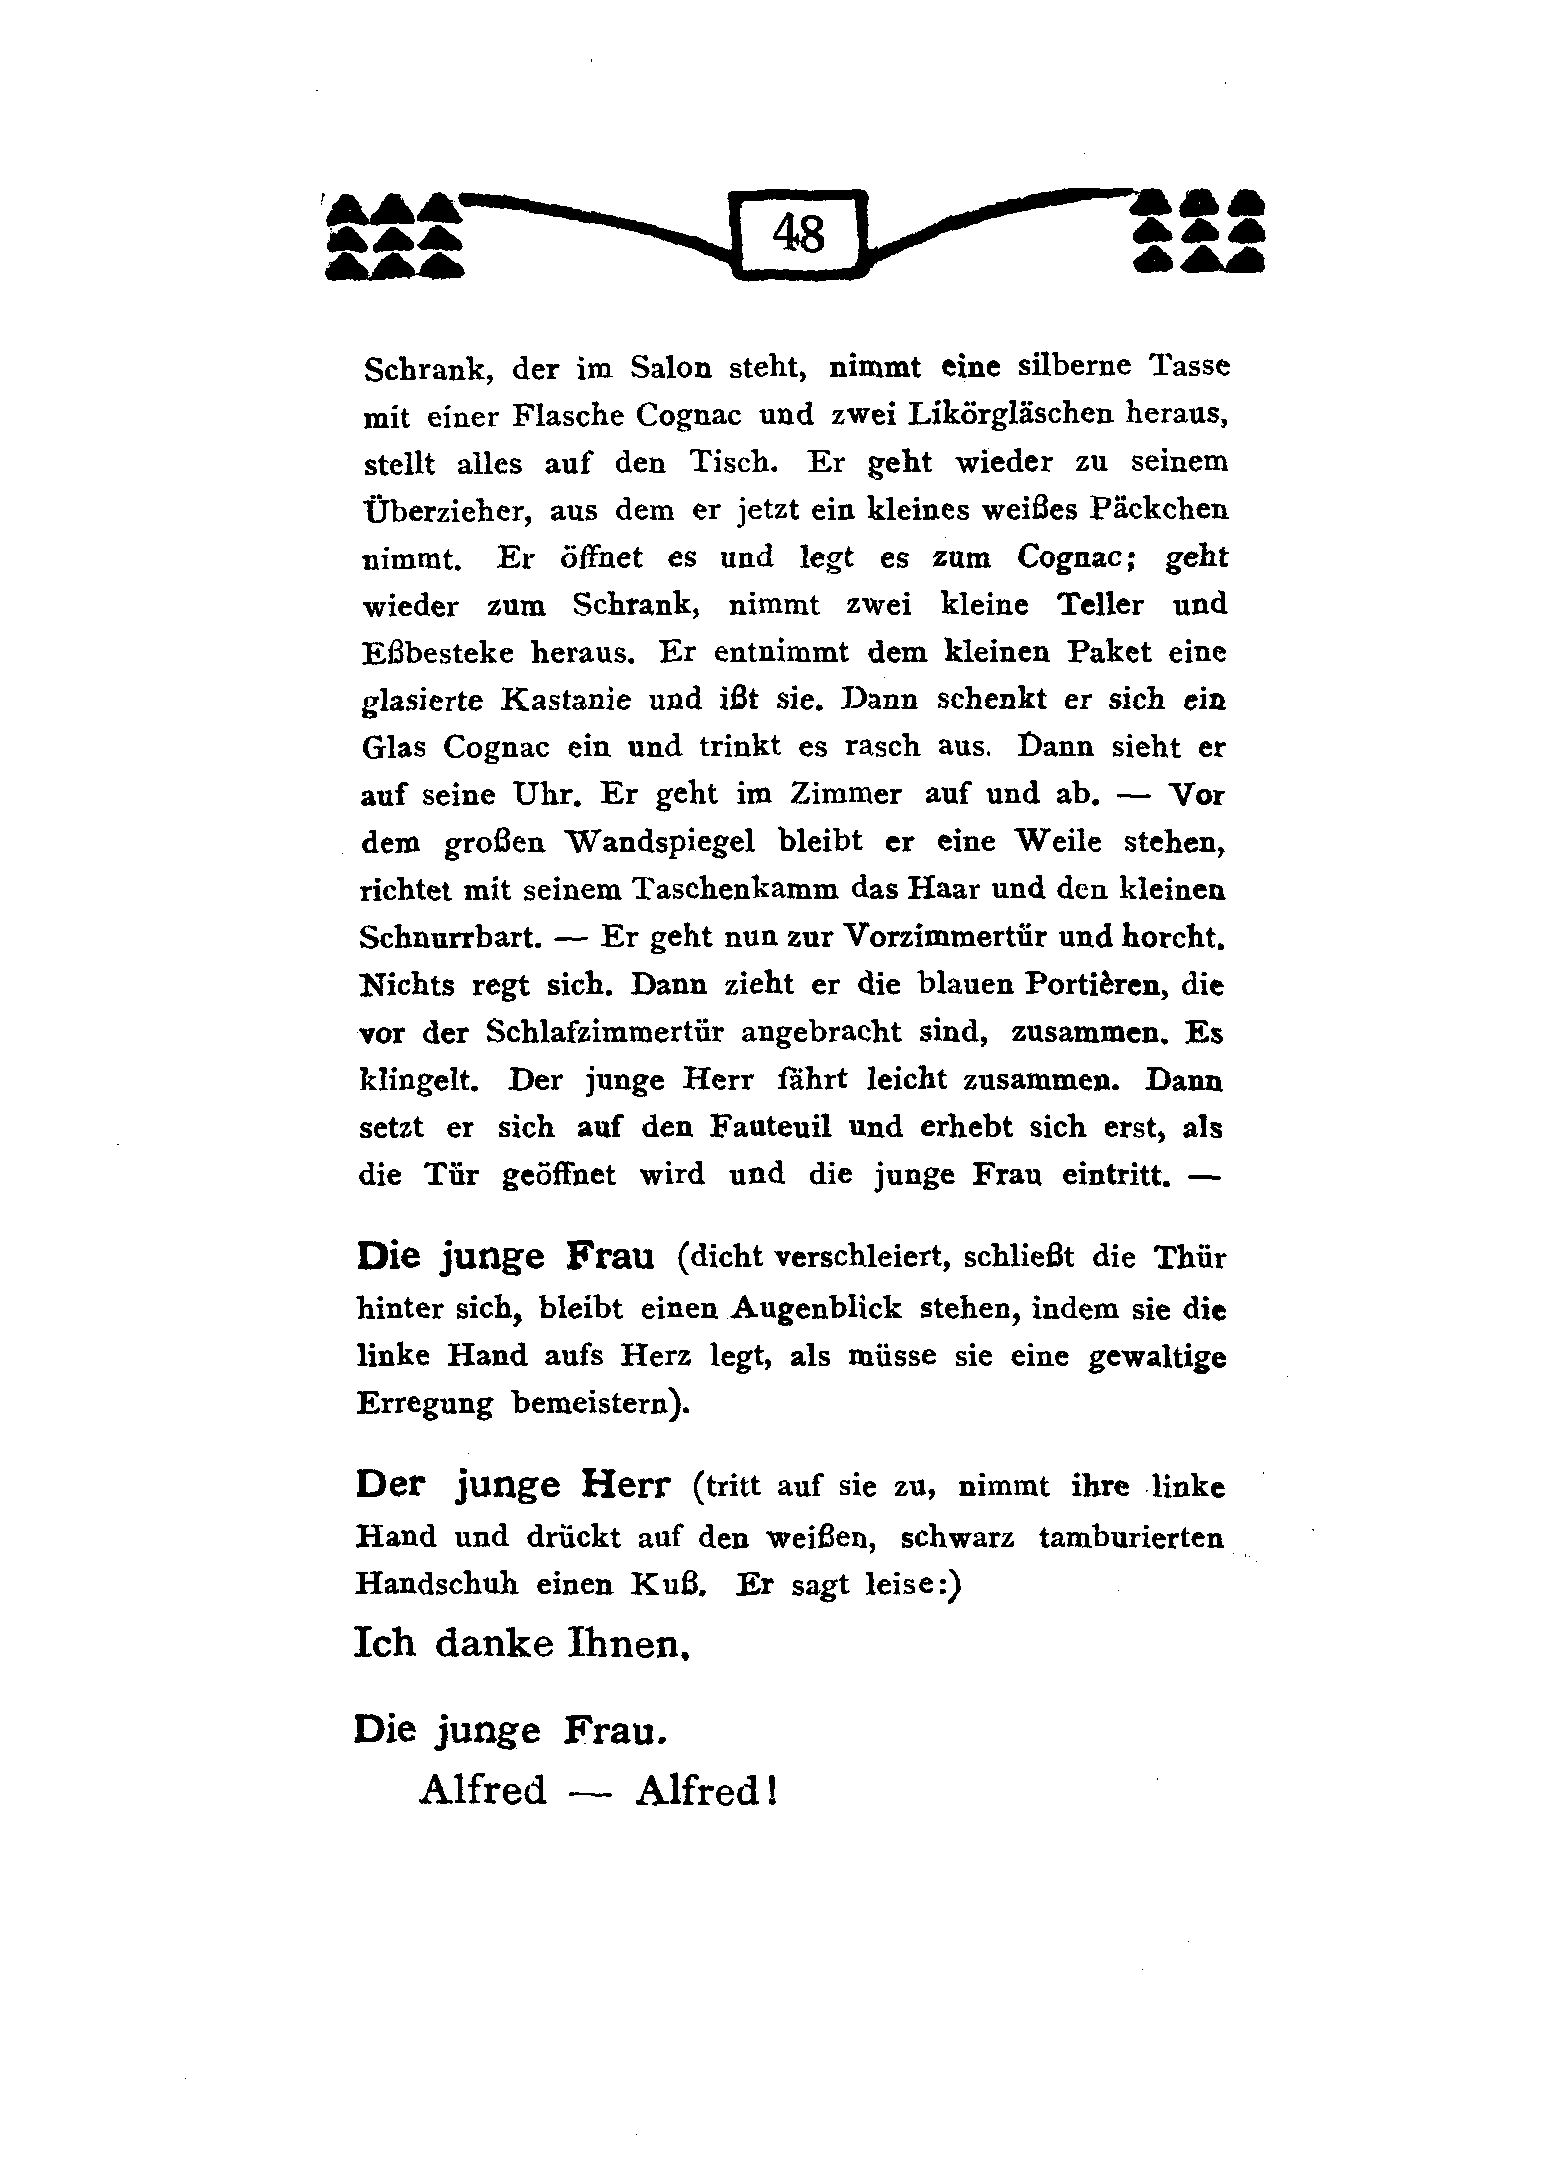 48
Schrank, der im Salon steht, nimmt eine silberne Tasse
mit einer Flasche Cognac und zwei Likörgläschen heraus,
stellt alles auf den Tisch. Er geht wieder zu seinem
Überzieher, aus dem er jetzt ein kleines weißes Päckchen
nimmt. Er öffnet es und legt es zum Cognac; geht
wieder zum Schrank, nimmt zwei kleine Teller und
Eßbesteke heraus. Er entnimmt dem kleinen Paket eine
glasierte Kastanie und ißt sie. Dann schenkt er sich ein
Glas Cognac ein und trinkt es rasch aus. Dann sieht er
auf seine Uhr. Er geht im Zimmer auf und ab. — Vor
dem großen Wandspiegel bleibt er eine Weile stehen,
richtet mit seinem Taschenkamm das Haar und den kleinen
Schnurrbart. — Er geht nun zur Vorzimmertür und horcht.
Nichts regt sich. Dann zieht er die blauen Portièren, die
vor der Schlafzimmertür angebracht sind, zusammen. Es
klingelt. Der junge Herr fährt leicht zusammen. Dann
setzt er sich auf den Fauteuil und erhebt sich erst, als
die Tür geöffnet wird und die junge Frau eintritt. —
Die junge Frau (dicht verschleiert, schließt die Thür
hinter sich, bleibt einen Augenblick stehen, indem sie die
linke Hand aufs Herz legt, als müsse sie eine gewaltige
Erregung bemeistern).
Der junge Herr (tritt auf sie zu, nimmt ihre linke
Hand und drückt auf den weißen, schwarz tamburierten
Handschuh einen Kuß. Er sagt leise:)
Ich danke Ihnen.
Die junge Frau.
Alfred — Alfred!